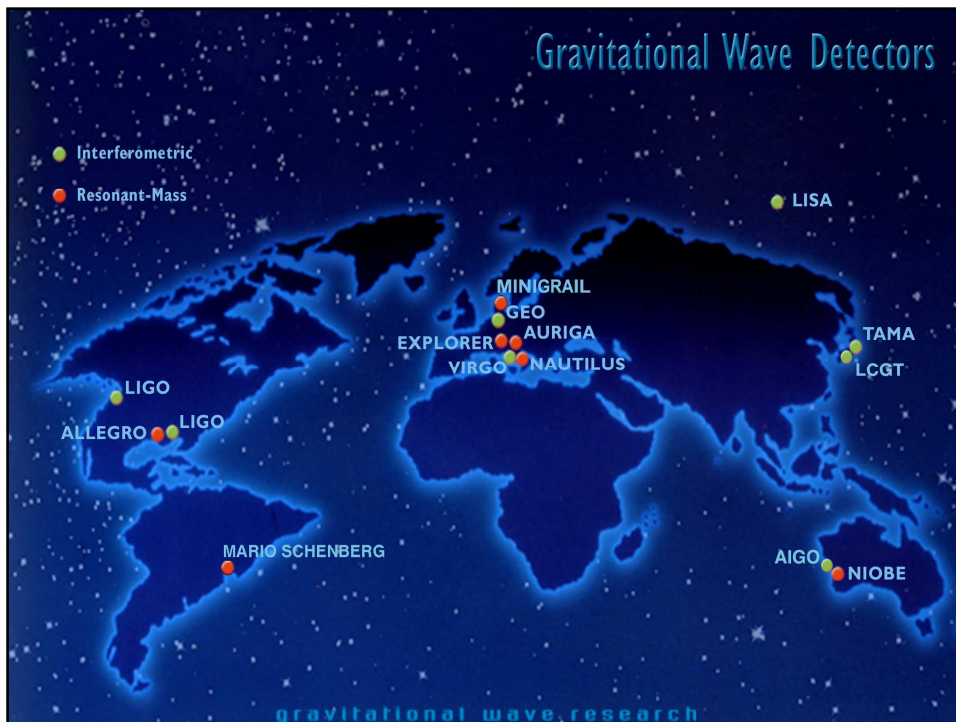 Gravitational Wave Detectors
Interferometric
Resonant-Mass
LISA
MINIGRAIL
GEO
EXPLORER
AURIGA
VIRGO
NAUTILUS
TAMA
LCGT
LIGO
ALLEGRO
LIGO
MARIO SCHENBERG
AIGO
NIOBE
gravitational wave research